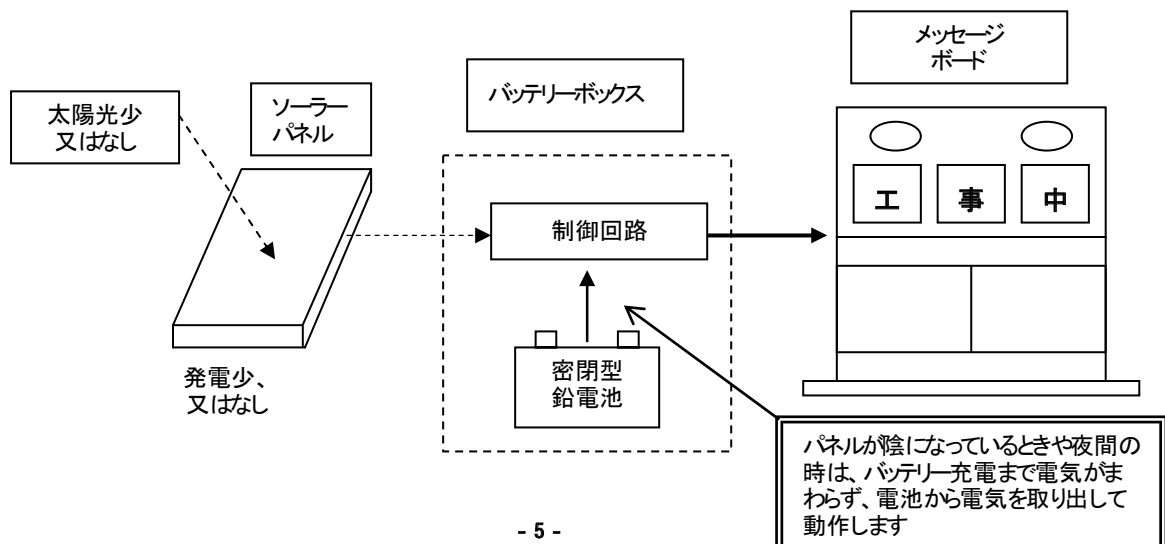 メッセージ
ボード
バッテリーボックス
ソーラー
パネル
太陽光少
又はなし
工 事 中
制御回路
密閉型
鉛電池
発電少、
又はなし
パネルが陰になっているときや夜間の
時は、バッテリー充電まで電気がま
わらず、電池から電気を取り出して
動作します
- 5 -